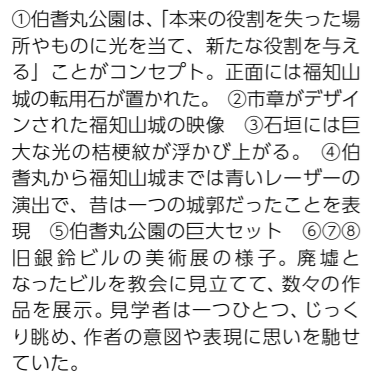 ①伯耆丸公園は、「本来の役割を失った場
所やものに光を当て、新たな役割を与え
る」ことがコンセプト。正面には福知山
城の転用石が置かれた。　②市章がデザイ
ンされた福知山城の映像　③石垣には巨
大な光の桔梗紋が浮かび上がる。　④伯
耆丸から福知山城までは青いレーザーの
演出で、昔は一つの城郭だったことを表
現　⑤伯耆丸公園の巨大セット　⑥⑦⑧
旧銀鈴ビルの美術展の様子。廃墟と
なったビルを教会に見立てて、数々の作
品を展示。見学者は一つひとつ、じっく
り眺め、作者の意図や表現に思いを馳せ
ていた。